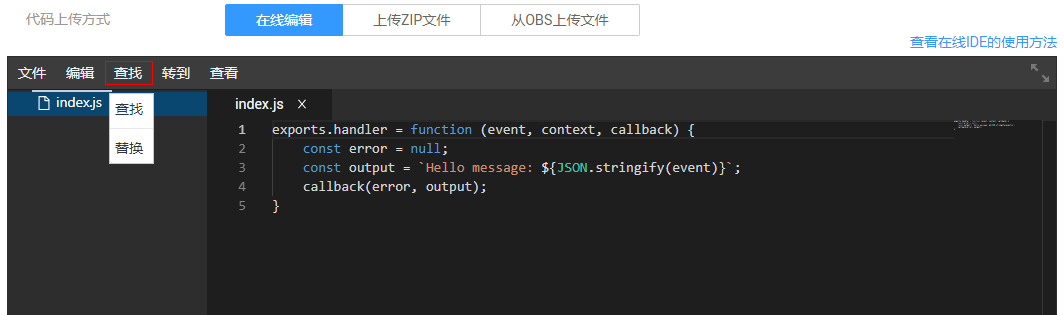 代码上传方式 在线编辑 上传ZIP文件 从OBS上传文件
查看在线IDE的使用方法
文件 编辑 查找 转到 查看
index.js
查找
替换
index.js X
1 exports.handler = function (event, context, callback) {
2 const error = null;
3 const output = `Hello message: ${JSON.stringify(event)}`;
4 callback(error, output);
5 }